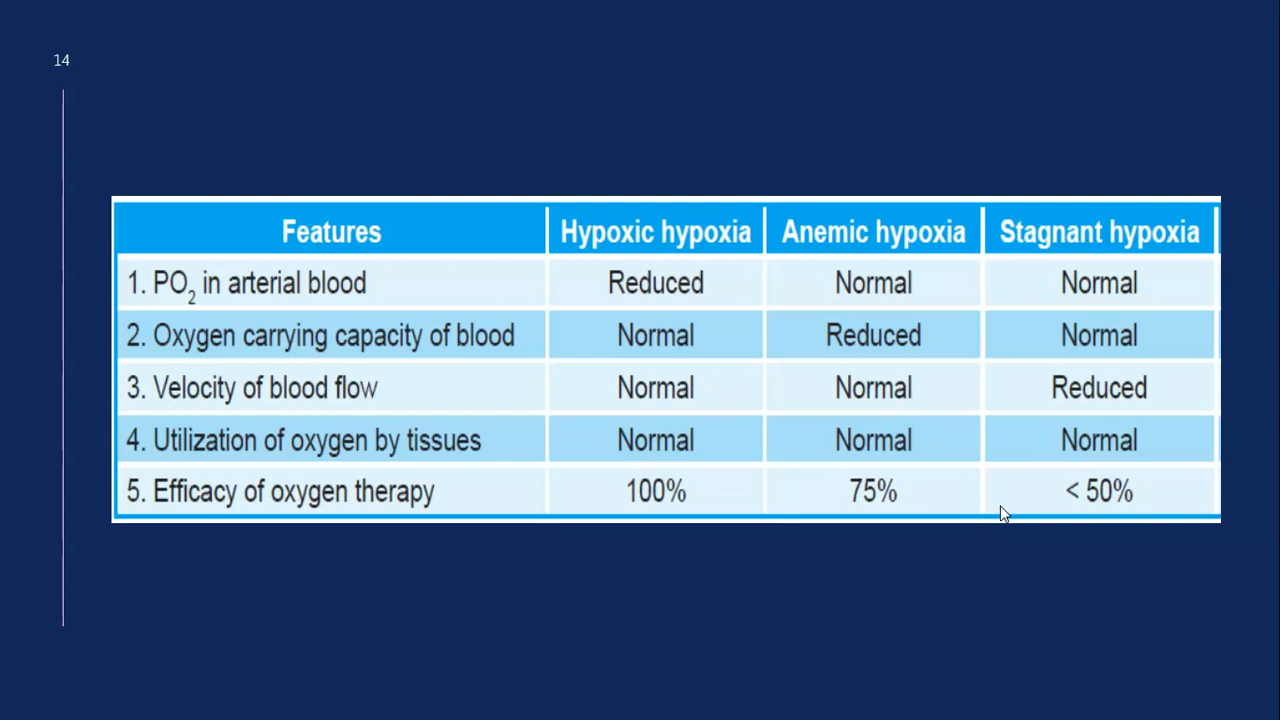 14
Features Hypoxic hypoxia Anemic hypoxia Stagnant hypoxia
1. PO2 in arterial blood Reduced Normal Normal
2. Oxygen carrying capacity of blood Normal Reduced Normal
3. Velocity of blood flow Normal Normal Reduced
4. Utilization of oxygen by tissues Normal Normal Normal
5. Efficacy of oxygen therapy 100% 75% < 50%